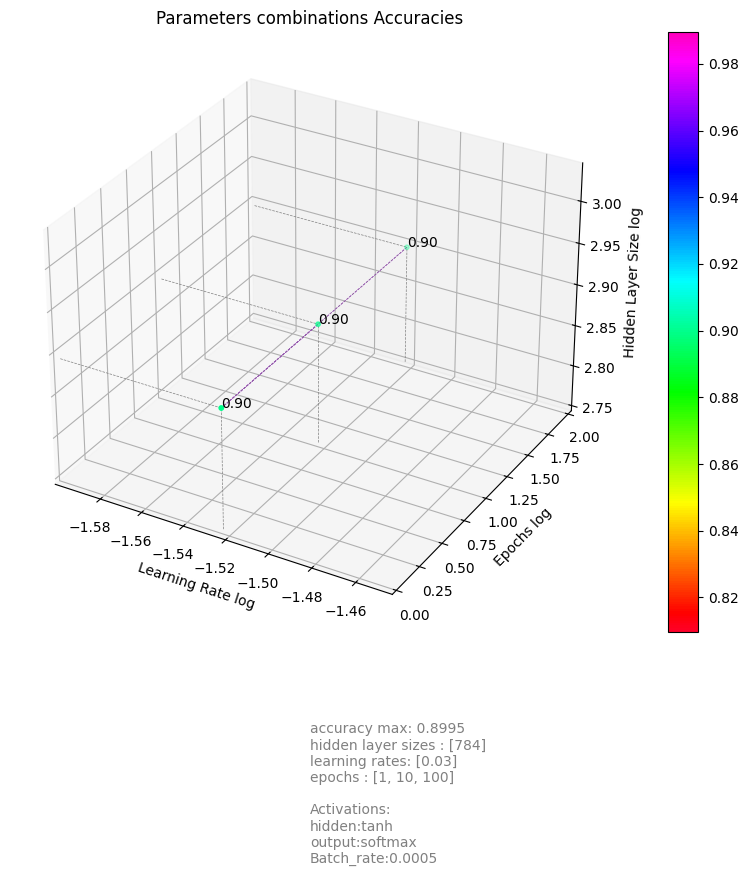 Parameters combinations Accuracies
0.98
0.96
0.94
0.92
0.90
0.88
0.86
0.84
0.82
3.00
2.95
2.90
2.85
2.80
2.75
Hidden Layer Size log
0.90
0.90
0.90
2.00
1.75
1.50
1.25
1.00
0.75
0.50
0.25
0.00
Epochs log
−1.58
−1.56
−1.54
−1.52
−1.50
−1.48
−1.46
Learning Rate log
accuracy max: 0.8995
hidden layer sizes : [784]
learning rates: [0.03]
epochs : [1, 10, 100]
Activations:
hidden:tanh
output:softmax
Batch_rate:0.0005